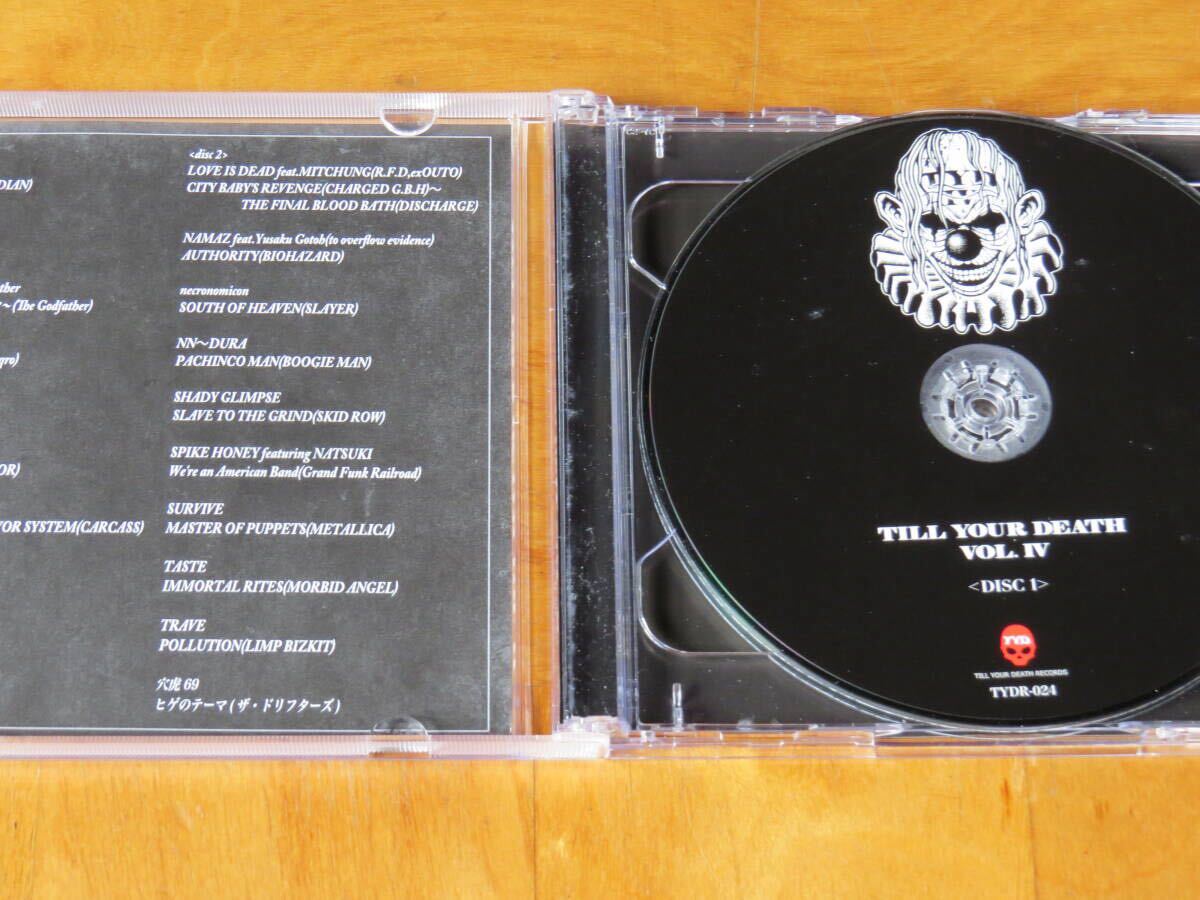 DIAN)
ther
~(The Godfather)
qro)
OR)
VOR SYSTEM(CARCASS)
<disc 2>
LOVE IS DEAD feat.MITCHUNG(R.F.D,exOUTO)
CITY BABY'S REVENGE(CHARGED G.B.H)~
THE FINAL BLOOD BATH(DISCHARGE)
NAMAZ feat.Yusaku Gotoh(to overflow evidence)
AUTHORITY(BIOHAZARD)
necronomicon
SOUTH OF HEAVEN(SLAYER)
NN~DURA
PACHINCO MAN(BOOGIE MAN)
SHADY GLIMPSE
SLAVE TO THE GRIND(SKID ROW)
SPIKE HONEY featuring NATSUKI
We're an American Band(Grand Funk Railroad)
SURVIVE
MASTER OF PUPPETS(METALLICA)
TASTE
IMMORTAL RITES(MORBID ANGEL)
TRAVE
POLLUTION(LIMP BIZKIT)
穴虎 69
ヒゲのテーマ ( ザ・ドリフターズ )
TILL YOUR DEATH
VOL. IV
<DISC 1>
TYD
TILL YOUR DEATH RECORDS
TYDR-024